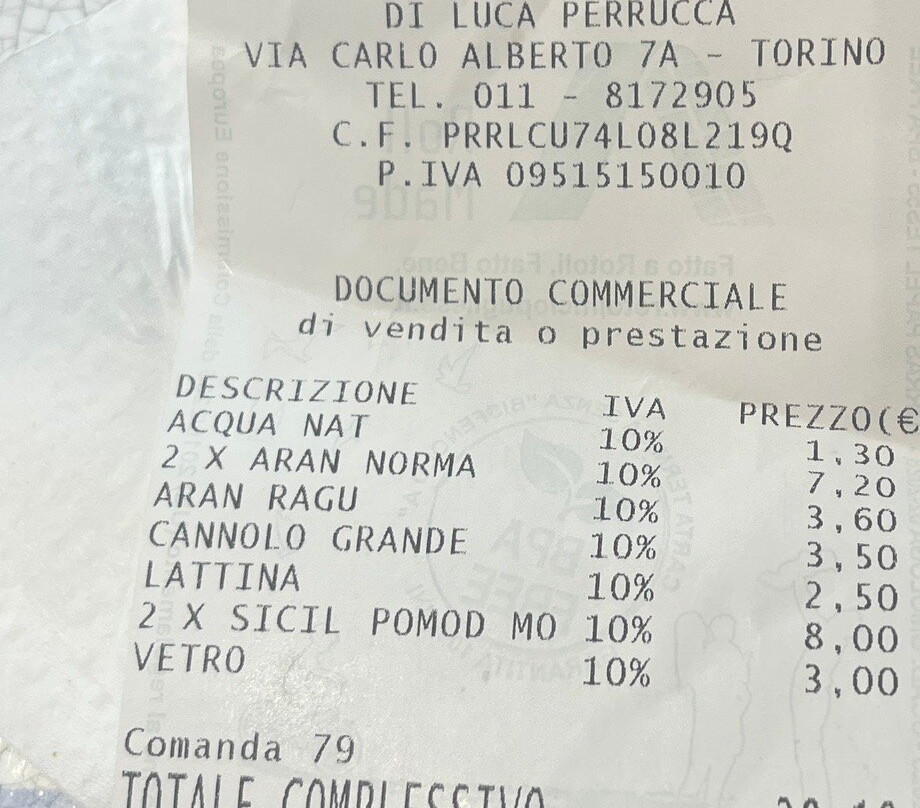 DI LUCA PERRUCCA
VIA CARLO ALBERTO 7A - TORINO
TEL. 011 - 8172905
C.F. PRRLCU74L08L219Q
P.IVA 09515150010
DOCUMENTO COMMERCIALE
di vendita o prestazione
DESCRIZIONE IVA PREZZO(€
ACQUA NAT 10% 1,30
2 X ARAN NORMA 10% 7,20
ARAN RAGU 10% 3,60
CANNOLO GRANDE 10% 3,50
LATTINA 10% 2,50
2 X SICIL POMOD MO 10% 8,00
VETRO 10% 3,00
Comanda 79
TOTALE COMPLESSIVO